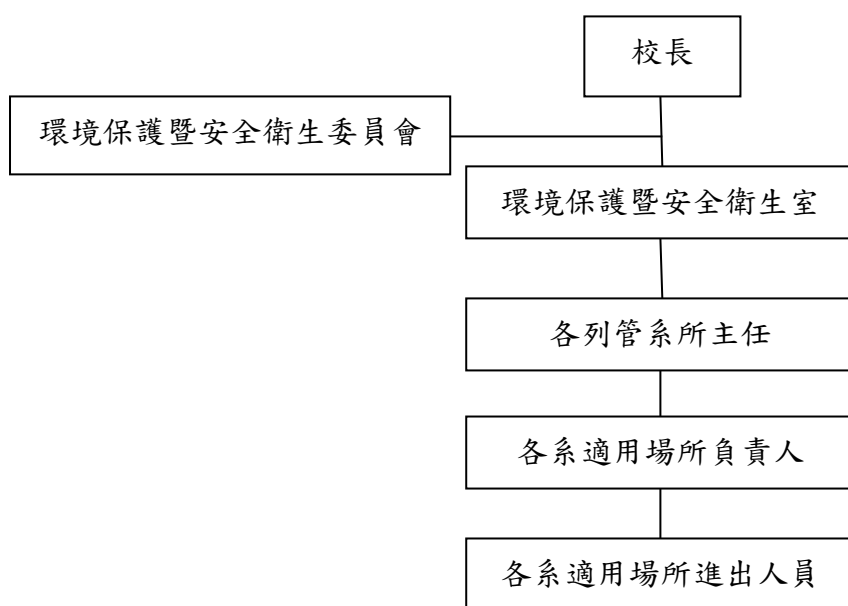 校長
環境保護暨安全衛生委員會
環境保護暨安全衛生室
各列管系所主任
各系適用場所負責人
各系適用場所進出人員